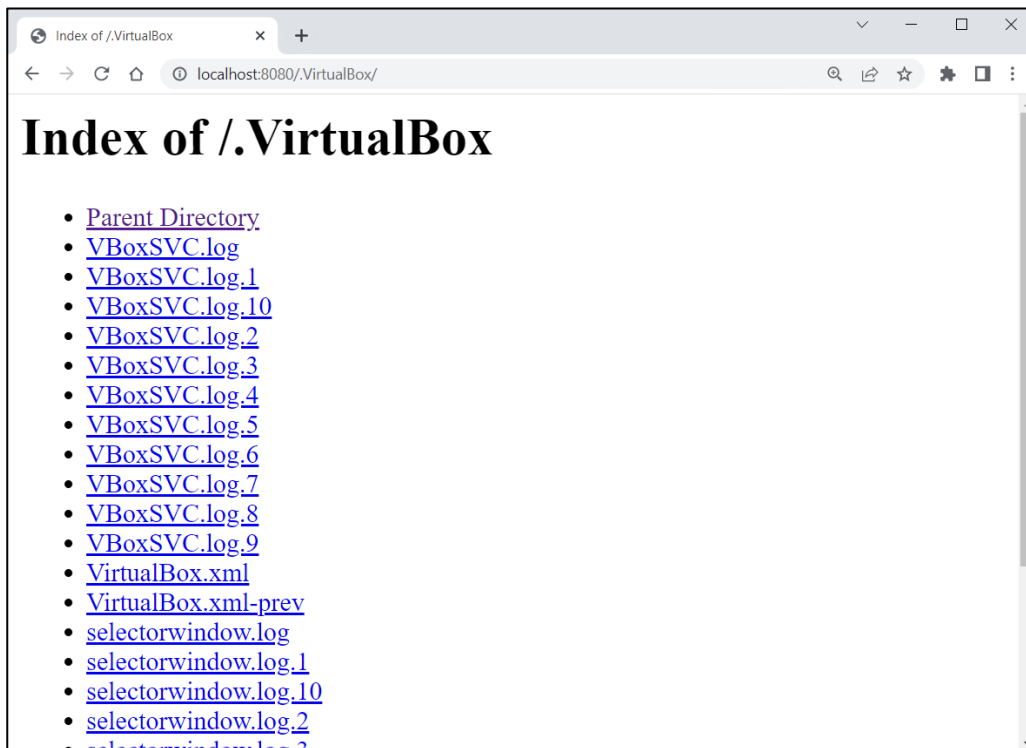 Index of /.VirtualBox
localhost:8080/.VirtualBox/
Index of /.VirtualBox
Parent Directory
VBoxSVC.log
VBoxSVC.log.1
VBoxSVC.log.10
VBoxSVC.log.2
VBoxSVC.log.3
VBoxSVC.log.4
VBoxSVC.log.5
VBoxSVC.log.6
VBoxSVC.log.7
VBoxSVC.log.8
VBoxSVC.log.9
VirtualBox.xml
VirtualBox.xml-prev
selectorwindow.log
selectorwindow.log.1
selectorwindow.log.10
selectorwindow.log.2
selectorwindow.log.3